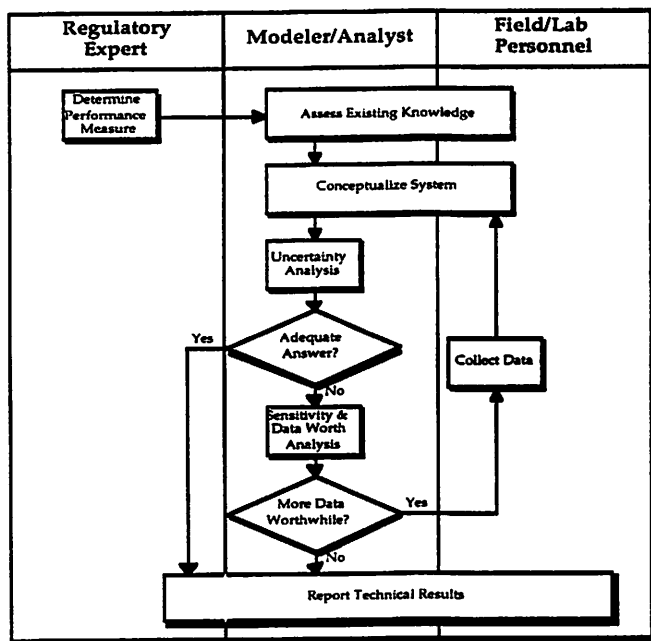 Regulatory
Expert
Modeler/Analyst
Field/Lab
Personnel
Determine
Performance
Measure
Assess Existing Knowledge
Conceptualize System
Uncertainty
Analysis
Yes
Adequate
Answer?
Collect Data
No
Sensitivity &
Data Worth
Analysis
More Data
Worthwhile?
Yes
No
Report Technical Results